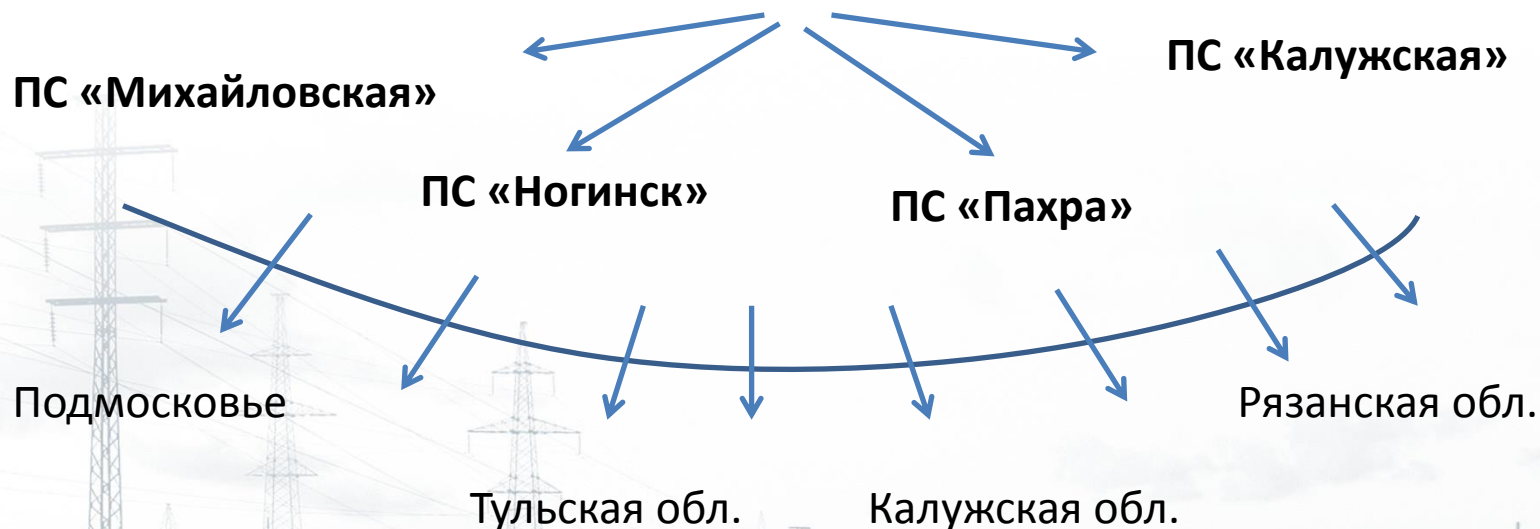 ПС «Калужская»
ПС «Михайловская»
ПС «Ногинск»
ПС «Пахра»
Подмосковье
Рязанская обл.
Тульская обл.
Калужская обл.